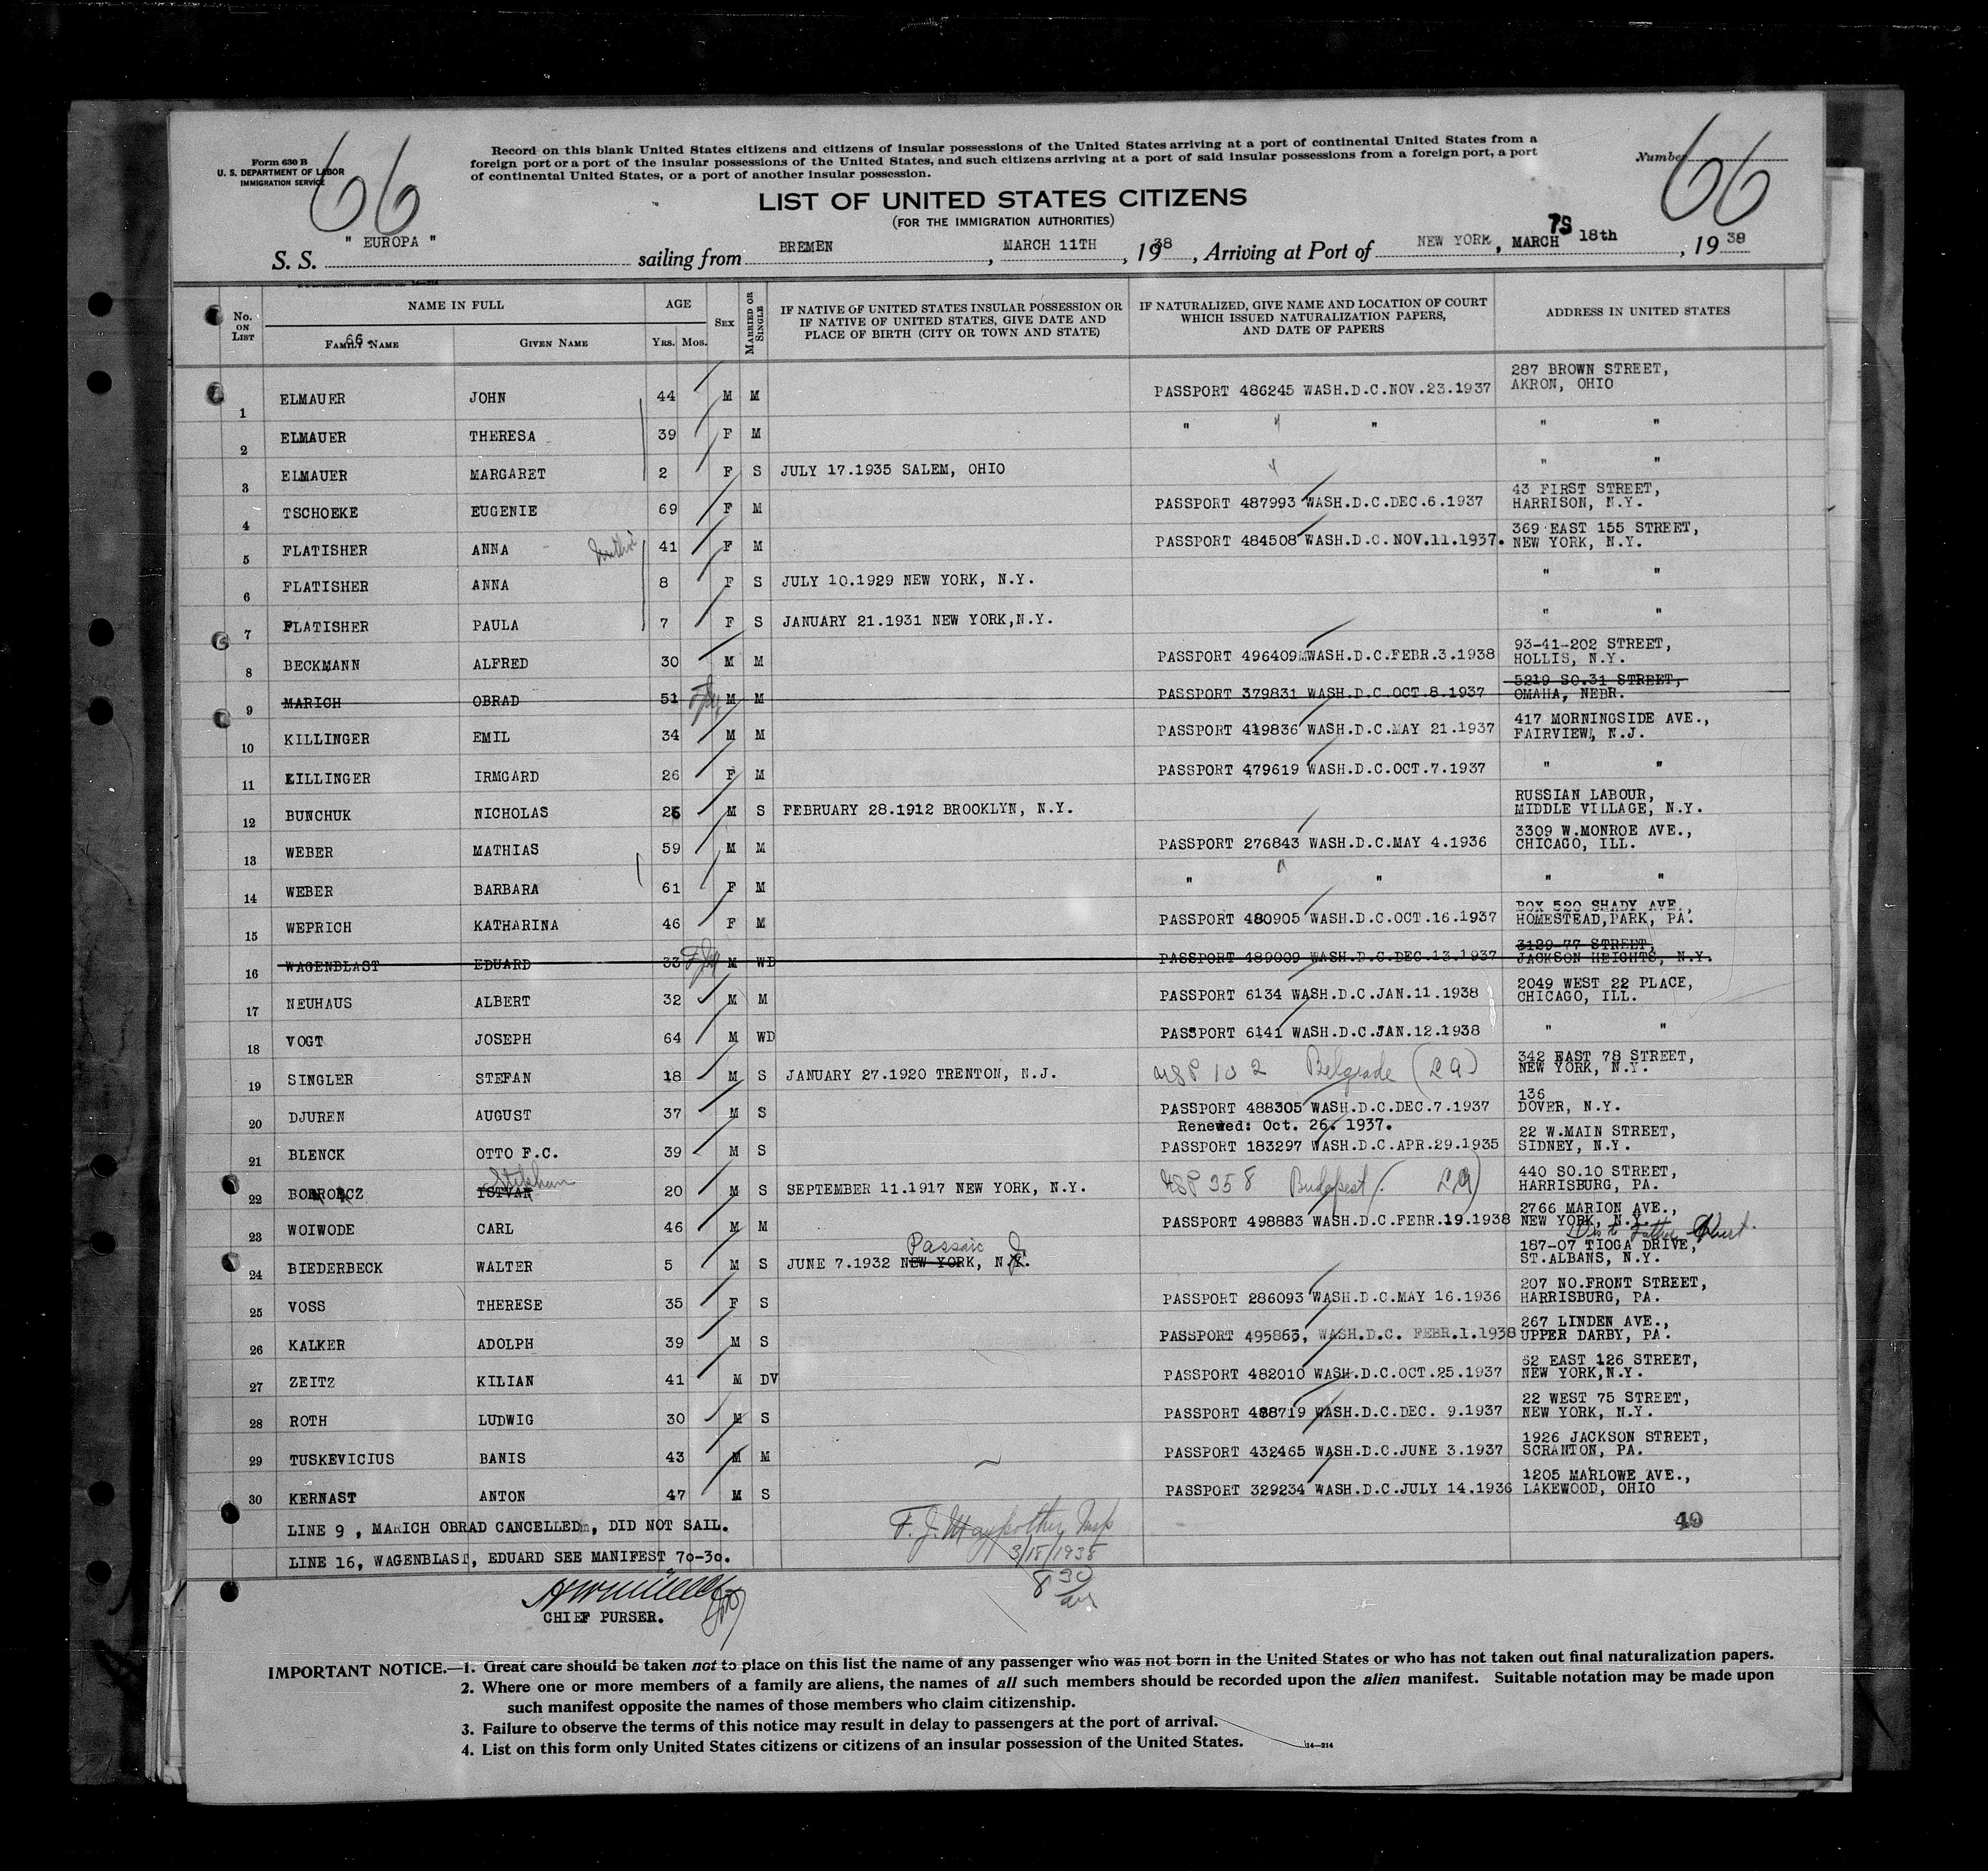 66
66
Form 630 B
U. S. DEPARTMENT OF LABOR
IMMIGRATION SERVICE
Record on this blank United States citizens and citizens of insular possessions of the United States arriving at a port of continental United States from a
foreign port or a port of the insular possessions of the United States, and such citizens arriving at a port of said insular possessions from a foreign port, a port
of continental United States, or a port of another insular possession.
Number
LIST OF UNITED STATES CITIZENS
(FOR THE IMMIGRATION AUTHORITIES)
S. S. " EUROPA " sailing from BREMEN, MARCH 11TH, 1938, Arriving at Port of NEW YORK, MARCH 18th, 1938
No. ON LIST NAME IN FULL AGE SEX MARRIED OR SINGLE IF NATIVE OF UNITED STATES INSULAR POSSESSION OR IF NATIVE OF UNITED STATES, GIVE DATE AND PLACE OF BIRTH (CITY OR TOWN AND STATE) IF NATURALIZED, GIVE NAME AND LOCATION OF COURT WHICH ISSUED NATURALIZATION PAPERS, AND DATE OF PAPERS ADDRESS IN UNITED STATES
66.
FAMILY NAME GIVEN NAME YRS. MOS.
1 ELMAUER JOHN 44 M M PASSPORT 486245 WASH.D.C.NOV.23.1937 287 BROWN STREET, AKRON, OHIO
2 ELMAUER THERESA 39 F M " " " " "
3 ELMAUER MARGARET 2 F S JULY 17.1935 SALEM, OHIO " " "
4 TSCHOEKE EUGENIE 69 F M PASSPORT 487993 WASH.D.C.DEC.6.1937 43 FIRST STREET, HARRISON, N.Y.
5 FLATISHER ANNA 41 F M PASSPORT 484508 WASH.D.C.NOV.11.1937. 369 EAST 155 STREET, NEW YORK, N.Y.
6 FLATISHER ANNA 8 F S JULY 10.1929 NEW YORK, N.Y. " "
7 FLATISHER PAULA 7 F S JANUARY 21.1931 NEW YORK,N.Y. " "
8 BECKMANN ALFRED 30 M M PASSPORT 496409 WASH.D.C.FEBR.3.1938 93-41-202 STREET, HOLLIS, N.Y.
9 MARICH OBRAD 51 M M PASSPORT 379831 WASH.D.C.OCT.8.1937 5219 SO.31 STREET, OMAHA, NEBR.
10 KILLINGER EMIL 34 M M PASSPORT 419836 WASH.D.C.MAY 21.1937 417 MORNINGSIDE AVE., FAIRVIEW, N.J.
11 KILLINGER IRMGARD 26 F M PASSPORT 479619 WASH.D.C.OCT.7.1937 " "
12 BUNCHUK NICHOLAS 26 M S FEBRUARY 28.1912 BROOKLYN, N.Y. RUSSIAN LABOUR, MIDDLE VILLAGE, N.Y.
13 WEBER MATHIAS 59 M M PASSPORT 276843 WASH.D.C.MAY 4.1936 3309 W.MONROE AVE., CHICAGO, ILL.
14 WEBER BARBARA 61 F M " " " " "
15 WEPRICH KATHARINA 46 F M PASSPORT 480905 WASH.D.C.OCT.16.1937 BOX 520 SHADY AVE., HOMESTEAD,PARK, PA.
16 WAGENBLAST EDUARD 33 M WD PASSPORT 489009 WASH.D.C.DEC.13.1937 3129-77 STREET, JACKSON HEIGHTS, N.Y.
17 NEUHAUS ALBERT 32 M M PASSPORT 6134 WASH.D.C.JAN.11.1938 2049 WEST 22 PLACE, CHICAGO, ILL.
18 VOGT JOSEPH 64 M WD PASSPORT 6141 WASH.D.C.JAN.12.1938 " "
19 SINGLER STEFAN 18 M S JANUARY 27.1920 TRENTON, N.J. USP 102 Belgrade 342 EAST 78 STREET, NEW YORK, N.Y.
20 DJUREN AUGUST 37 M S PASSPORT 488305 WASH.D.C.DEC.7.1937 136 DOVER, N.Y.
Renewed: Oct. 26. 1937.
21 BLENCK OTTO F.C. 39 M S PASSPORT 183297 WASH.D.C.APR.29.1935 22 W.MAIN STREET, SIDNEY, N.Y.
22 ISTVAN Stephan 20 M S SEPTEMBER 11.1917 NEW YORK, N.Y. USP 358 Budapest 440 SO.10 STREET, HARRISBURG, PA.
23 WOIWODE CARL 46 M M PASSPORT 498883 WASH.D.C.FEBR.19.1938 2766 MARION AVE., NEW YORK, N.Y.
24 BIEDERBECK WALTER 5 M S JUNE 7.1932 NEW YORK, N.Y. Passaic J 187-07 TIOGA DRIVE, ST.ALBANS, N.Y.
25 VOSS THERESE 35 F S PASSPORT 286093 WASH.D.C.MAY 16.1936 207 NO.FRONT STREET, HARRISBURG, PA.
26 KALKER ADOLPH 39 M S PASSPORT 495863, WASH.D.C. FEBR.1.1938 267 LINDEN AVE., UPPER DARBY, PA.
27 ZEITZ KILIAN 41 M DV PASSPORT 482010 WASH.D.C.OCT.25.1937 52 EAST 126 STREET, NEW YORK,N.Y.
28 ROTH LUDWIG 30 M S PASSPORT 488719 WASH.D.C.DEC. 9.1937 22 WEST 75 STREET, NEW YORK, N.Y.
29 TUSKEVICIUS BANIS 43 M M PASSPORT 432465 WASH.D.C.JUNE 3.1937 1926 JACKSON STREET, SCRANTON, PA.
30 KERNAST ANTON 47 M S PASSPORT 329234 WASH.D.C.JULY 14.1936 1205 MARLOWE AVE., LAKEWOOD, OHIO
LINE 9 , MARICH OBRAD CANCELLED, DID NOT SAIL.
LINE 16, WAGENBLAST, EDUARD SEE MANIFEST 70-30.
3/18/1938
8 30
CHIEF PURSER.
IMPORTANT NOTICE.—1. Great care should be taken not to place on this list the name of any passenger who was not born in the United States or who has not taken out final naturalization papers.
2. Where one or more members of a family are aliens, the names of all such members should be recorded upon the alien manifest. Suitable notation may be made upon
such manifest opposite the names of those members who claim citizenship.
3. Failure to observe the terms of this notice may result in delay to passengers at the port of arrival.
4. List on this form only United States citizens or citizens of an insular possession of the United States.
14—214